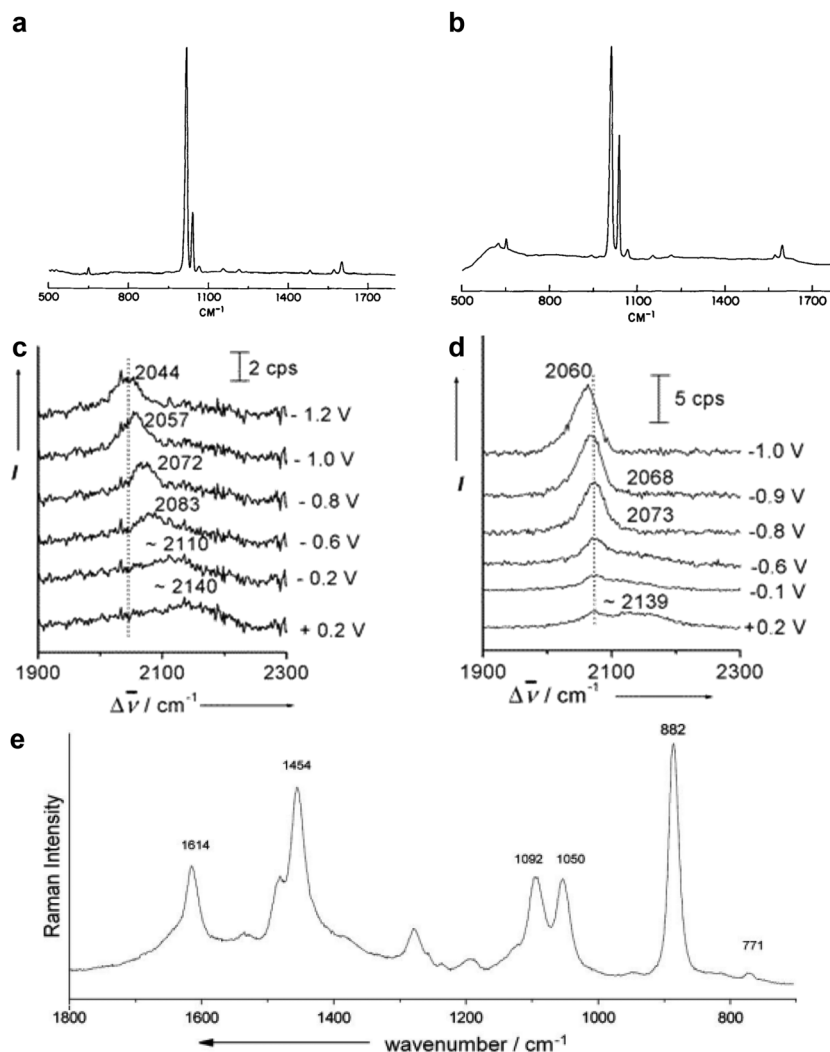 a
500 800 1100 1400 1700
CM⁻¹
b
500 800 1100 1400 1700
CM⁻¹
c
2 cps
2044
2057
2072
2083
~ 2110
~ 2140
- 1.2 V
- 1.0 V
- 0.8 V
- 0.6 V
- 0.2 V
+ 0.2 V
I
1900 2100 2300
Δν̄ / cm⁻¹
d
5 cps
2060
2068
2073
~ 2139
-1.0 V
-0.9 V
-0.8 V
-0.6 V
-0.1 V
+0.2 V
I
1900 2100 2300
Δν̄ / cm⁻¹
e
Raman Intensity
1614
1454
1092
1050
882
771
1800 1600 1400 1200 1000 800
wavenumber / cm⁻¹